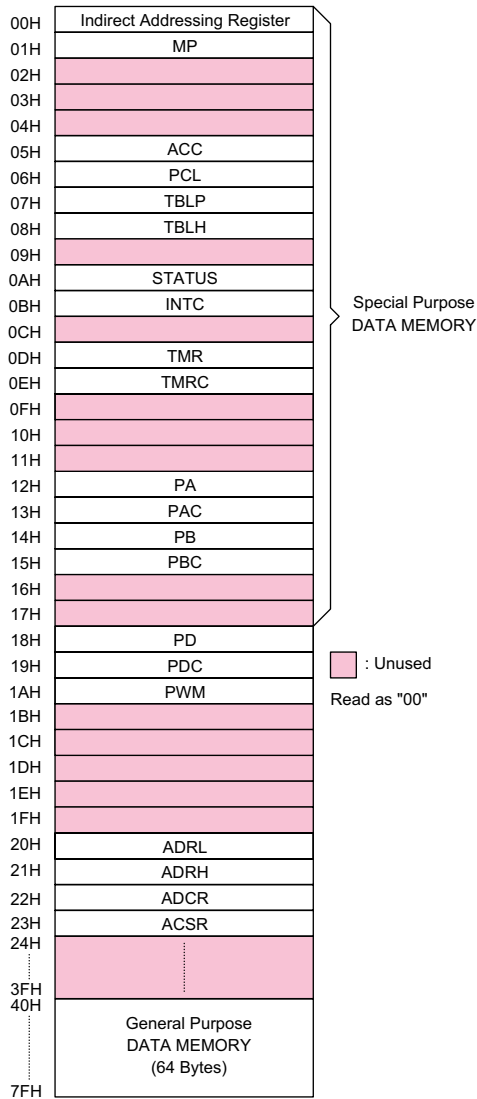 00H Indirect Addressing Register
01H MP
02H
03H
04H
05H ACC
06H PCL
07H TBLP
08H TBLH
09H
0AH STATUS
0BH INTC
Special Purpose
DATA MEMORY
0CH
0DH TMR
0EH TMRC
0FH
10H
11H
12H PA
13H PAC
14H PB
15H PBC
16H
17H
18H PD
19H PDC
: Unused
1AH PWM
Read as "00"
1BH
1CH
1DH
1EH
1FH
20H ADRL
21H ADRH
22H ADCR
23H ACSR
24H
3FH
40H
General Purpose
DATA MEMORY
(64 Bytes)
7FH